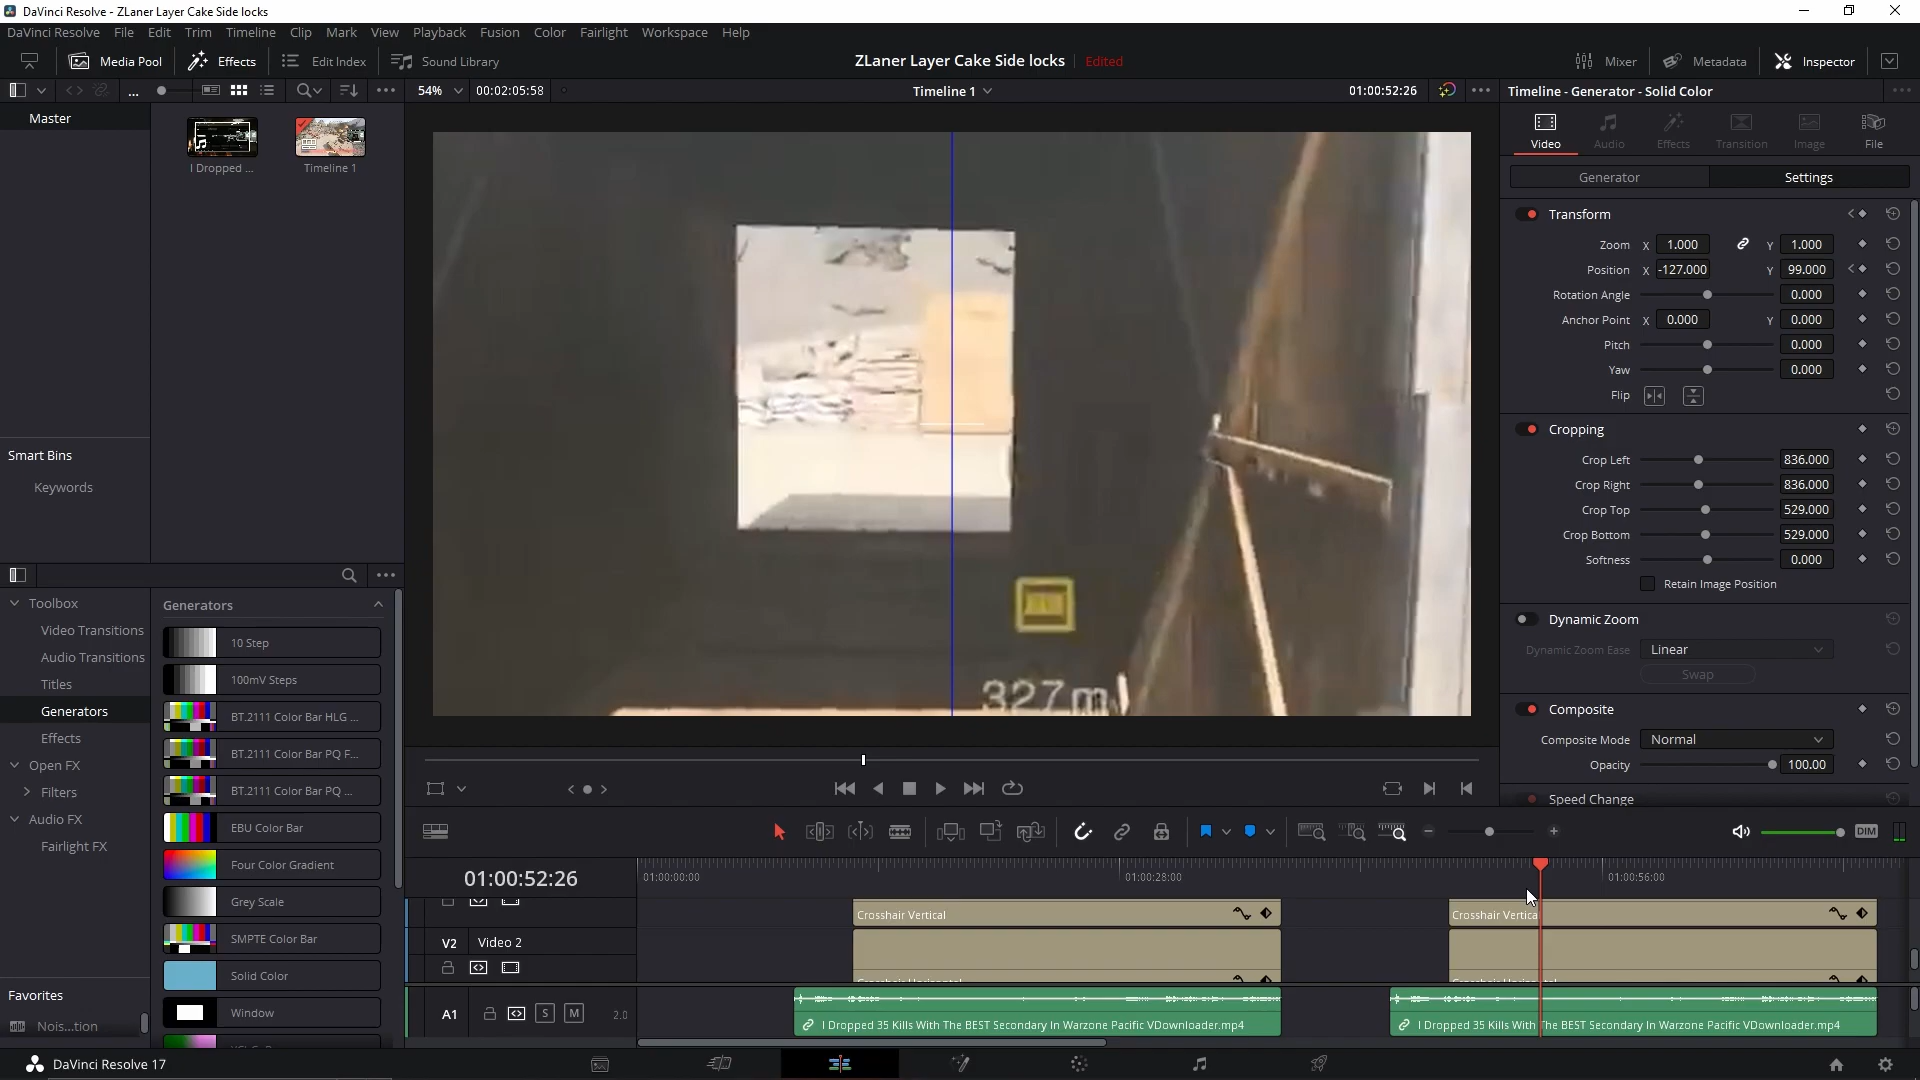 DaVinci Resolve - ZLaner Layer Cake Side locks
DaVinci Resolve File Edit Trim Timeline Clip Mark View Playback Fusion Color Fairlight Workspace Help
Media Pool Effects Edit Index Sound Library ZLaner Layer Cake Side locks Edited Mixer Metadata Inspector
... 54% 00:02:05:58 Timeline 1 01:00:52:26 Timeline - Generator - Solid Color
Master
I Dropped ...
Timeline 1
Smart Bins
Keywords
327m
Video Audio Effects Transition Image File
Generator Settings
Transform
Zoom X 1.000 Y 1.000
Position X -127.000 Y 99.000
Rotation Angle 0.000
Anchor Point X 0.000 Y 0.000
Pitch 0.000
Yaw 0.000
Flip
Cropping
Crop Left 836.000
Crop Right 836.000
Crop Top 529.000
Crop Bottom 529.000
Softness 0.000
Retain Image Position
Dynamic Zoom
Dynamic Zoom Ease Linear
Swap
Composite
Composite Mode Normal
Opacity 100.00
Speed Change
Toolbox
Video Transitions
Audio Transitions
Titles
Generators
Effects
Open FX
Filters
Audio FX
Fairlight FX
Favorites
Nois...tion
Generators
10 Step
100mV Steps
BT.2111 Color Bar HLG ...
BT.2111 Color Bar PQ F...
BT.2111 Color Bar PQ ...
EBU Color Bar
Four Color Gradient
Grey Scale
SMPTE Color Bar
Solid Color
Window
DIM
01:00:52:26 01:00:00:00 01:00:28:00 01:00:56:00
Crosshair Vertical Crosshair Vertica
V2 Video 2
Crosshair Horizontal
A1 S M 2.0
I Dropped 35 Kills With The BEST Secondary In Warzone Pacific VDownloader.mp4 I Dropped 35 Kills With The BEST Secondary In Warzone Pacific VDownloader.mp4
DaVinci Resolve 17